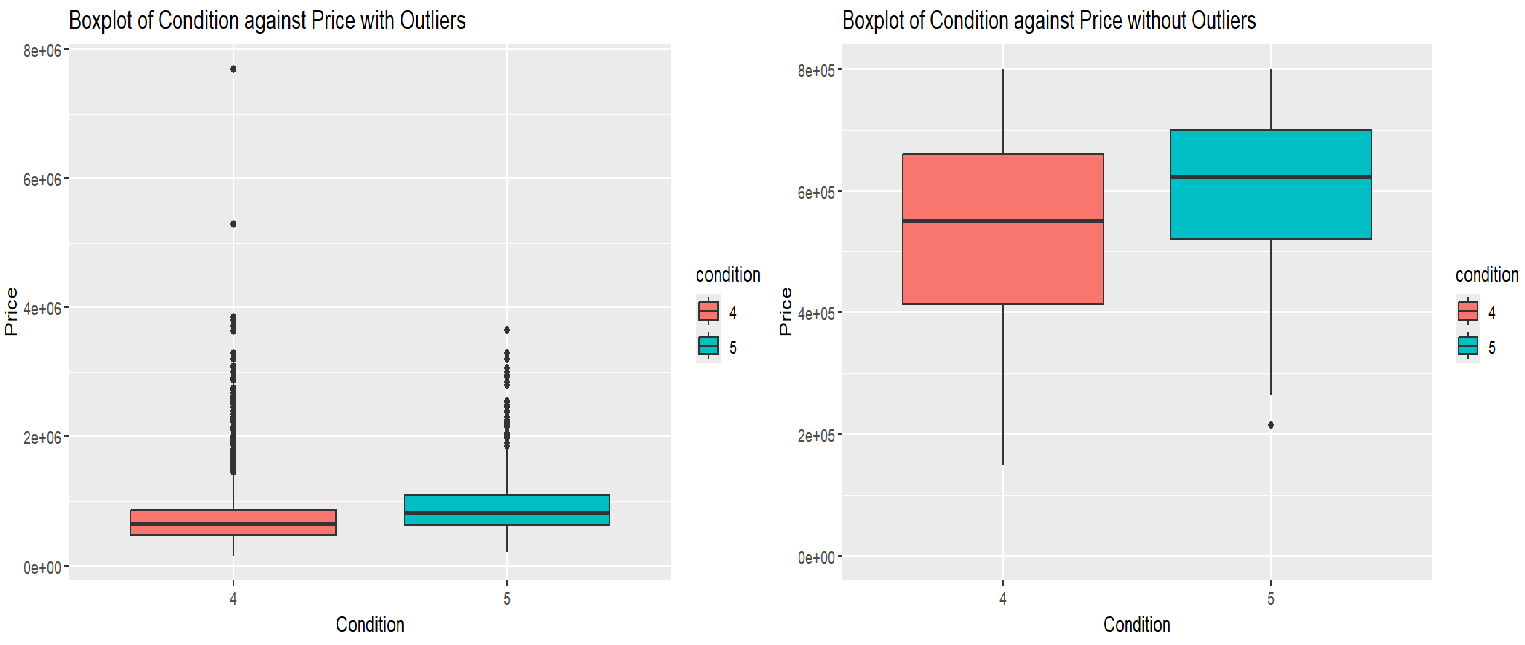 Boxplot of Condition against Price with Outliers
8e+06
6e+06
4e+06
2e+06
0e+00
Price
4
5
Condition
condition
4
5
Boxplot of Condition against Price without Outliers
8e+05
6e+05
4e+05
2e+05
0e+00
Price
4
5
Condition
condition
4
5